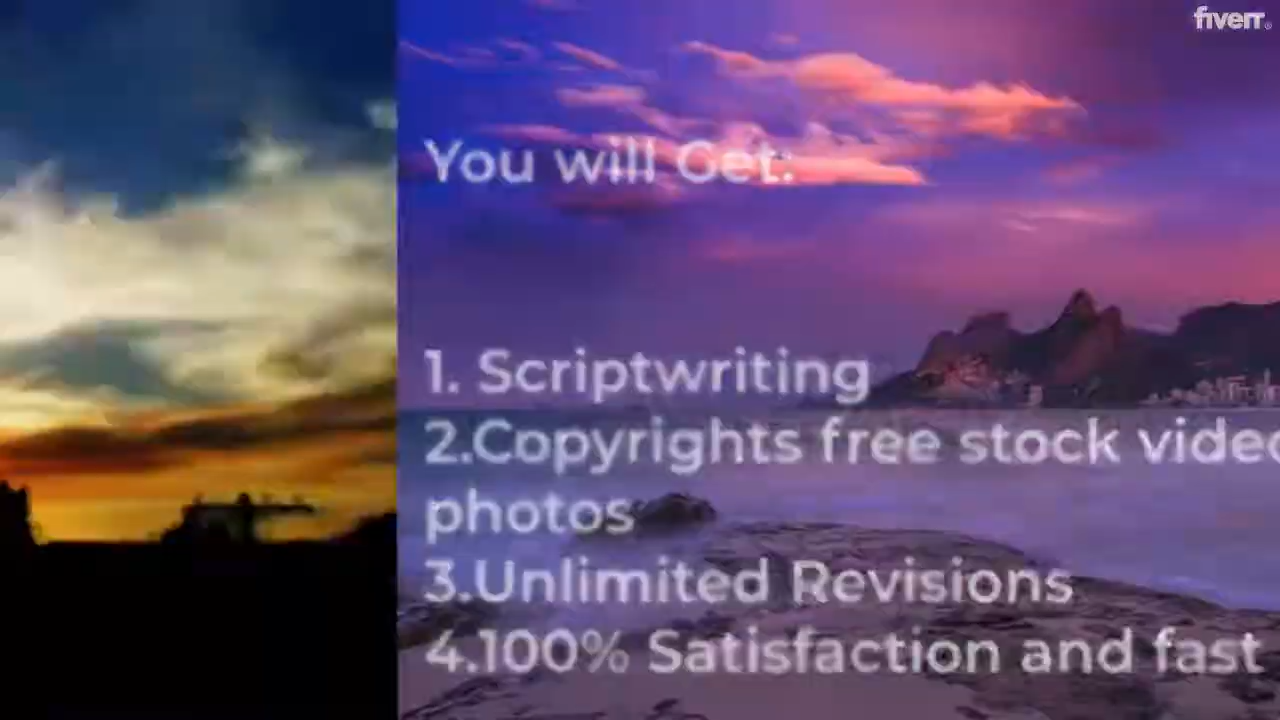 fiverr®
You will Get:
1. Scriptwriting
2.Copyrights free stock video
photos
3.Unlimited Revisions
4.100% Satisfaction and fast